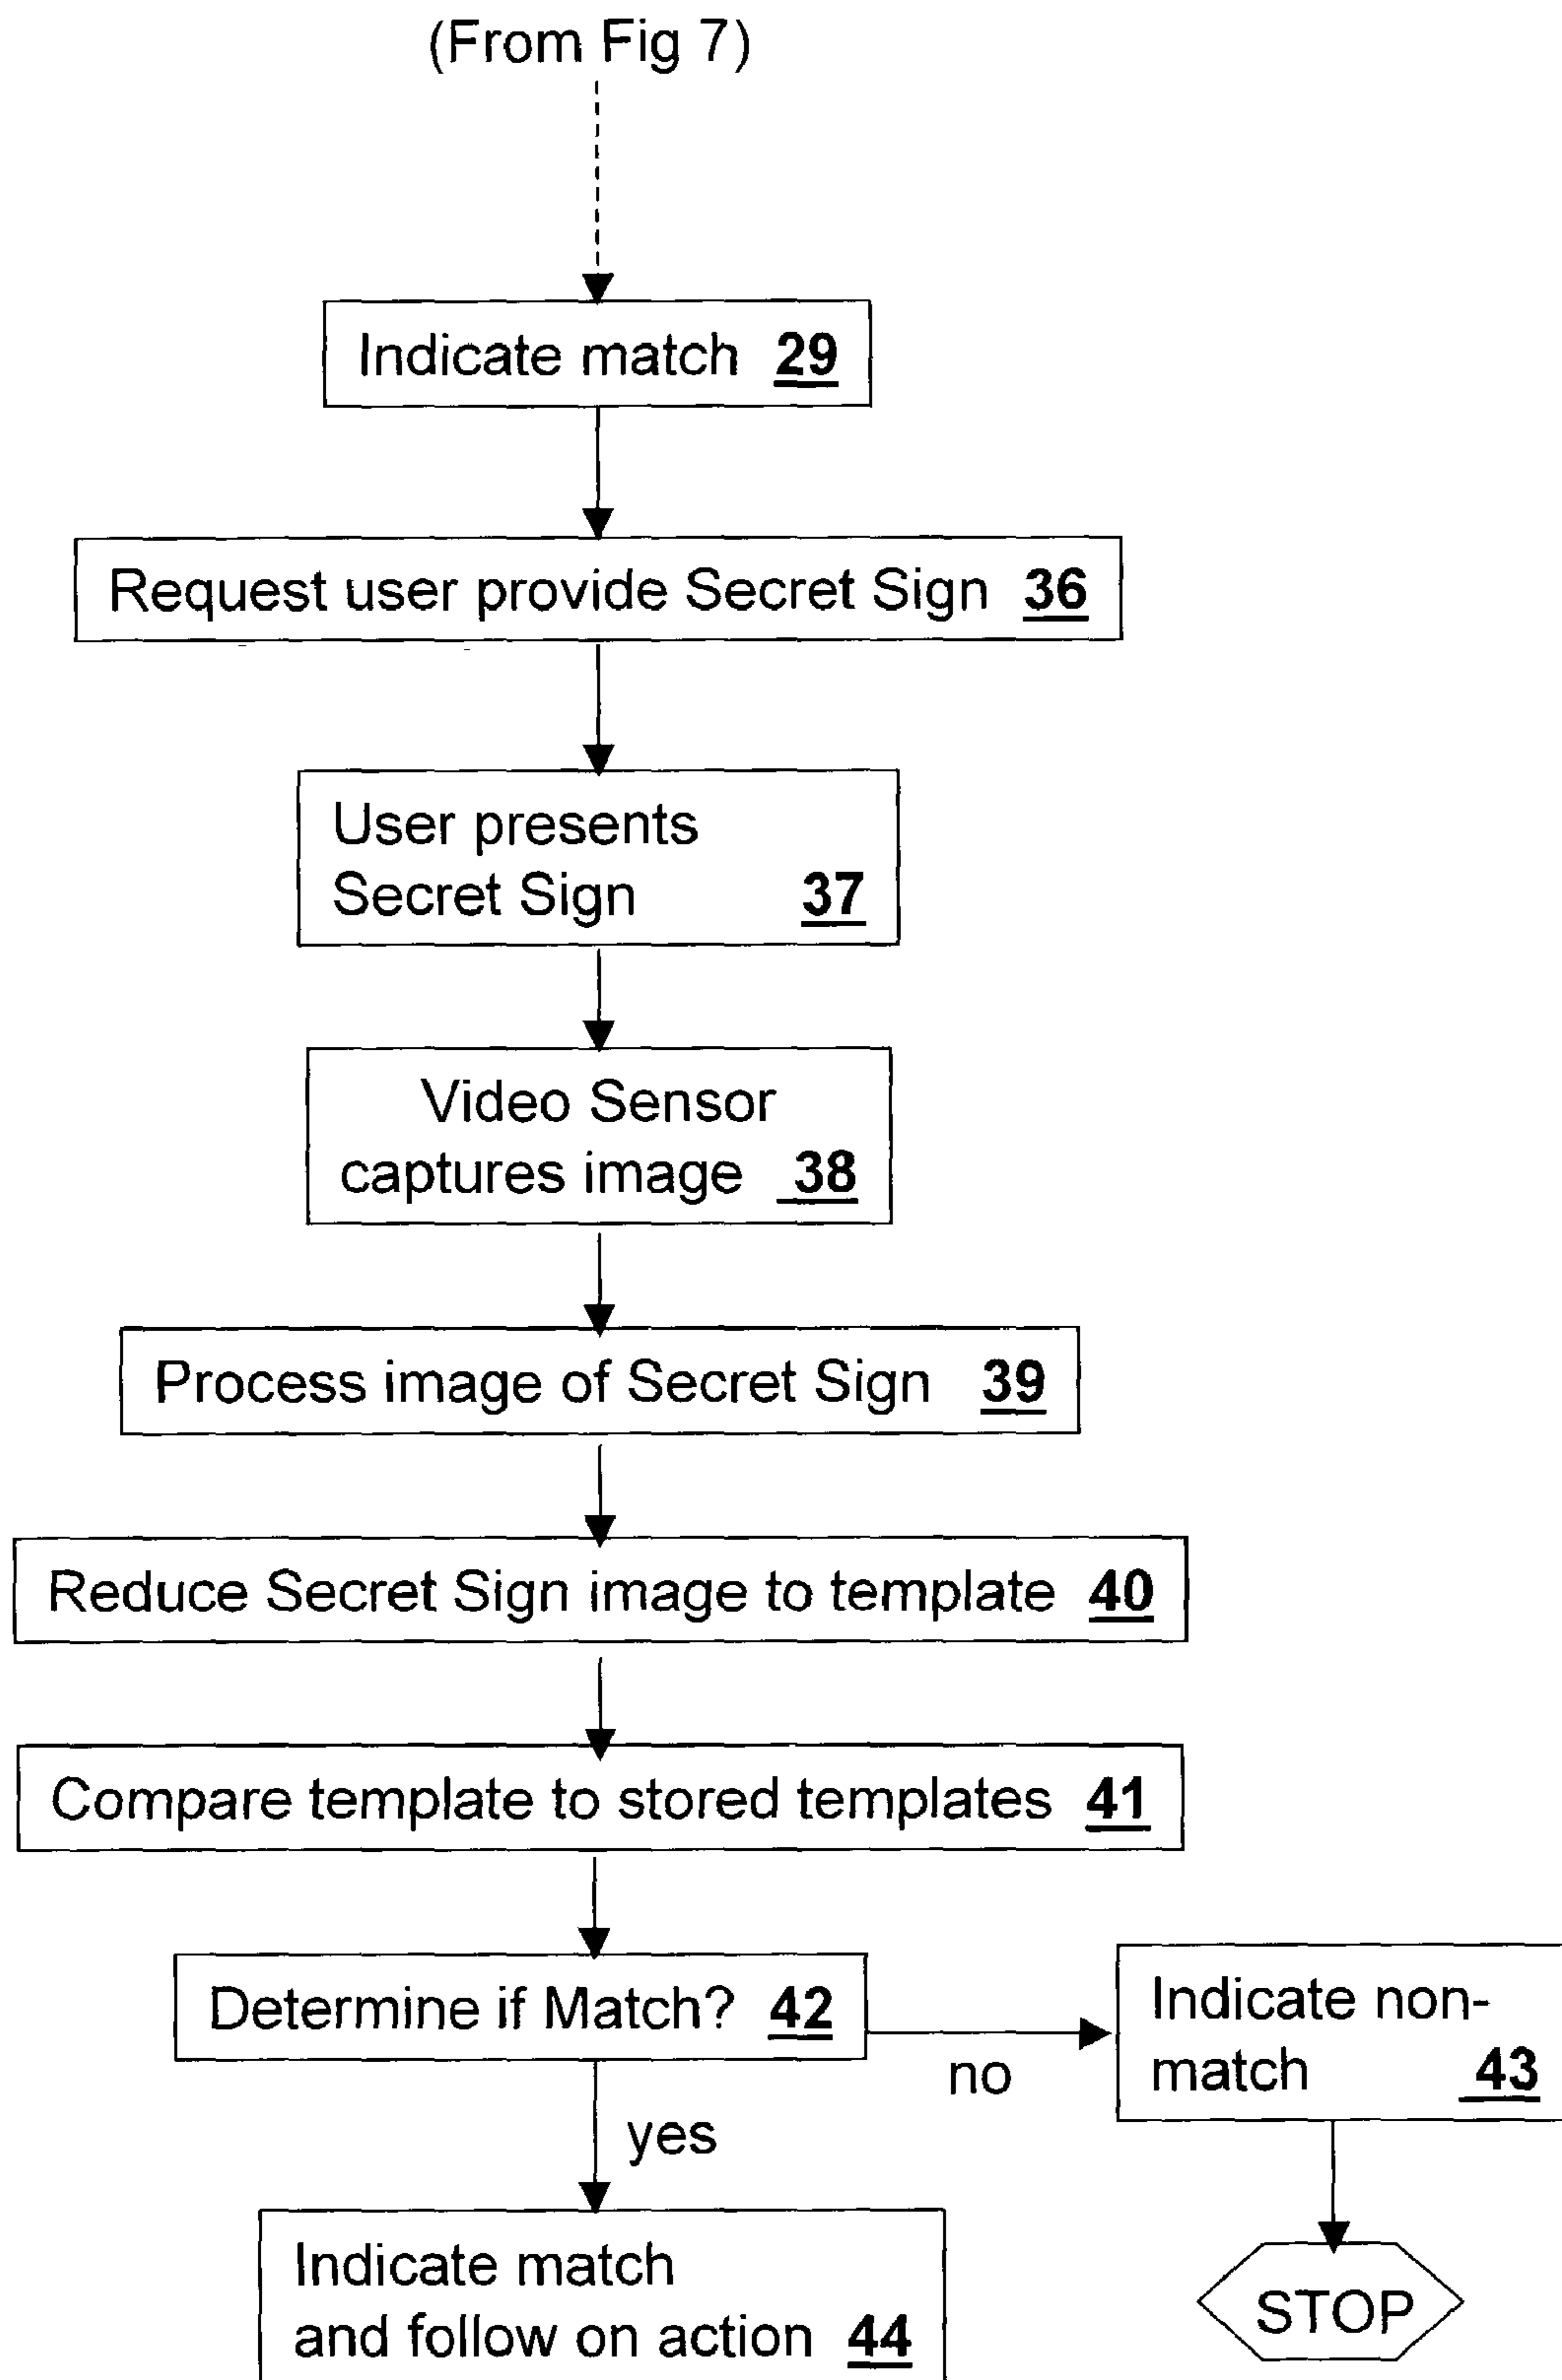 (From Fig 7)
Indicate match 29
Request user provide Secret Sign 36
User presents
Secret Sign 37
Video Sensor
captures image 38
Process image of Secret Sign 39
Reduce Secret Sign image to template 40
Compare template to stored templates 41
Determine if Match? 42
no
Indicate non-
match 43
yes
Indicate match
and follow on action 44
STOP